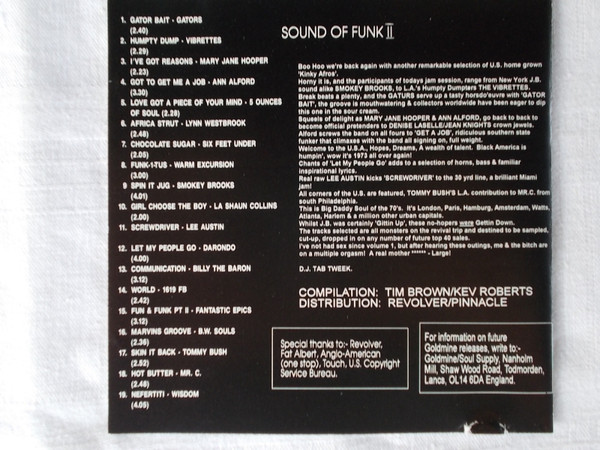 1. GATOR BAIT - GATORS
(2.40)
2. HUMPTY DUMP - VIBRETTES
(2.29)
3. I'VE GOT REASONS - MARY JANE HOOPER
(2.23)
4. GOT TO GET ME A JOB - ANN ALFORD
(3.30)
5. LOVE GOT A PIECE OF YOUR MIND - 5 OUNCES
OF SOUL (2.28)
6. AFRICA STRUT - LYNN WESTBROOK
(2.48)
7. CHOCOLATE SUGAR - SIX FEET UNDER
(2.05)
8. FUNK-I-TUS - WARM EXCURSION
(3.00)
9 SPIN IT JUG - SMOKEY BROOKS
(4.01)
10. GIRL CHOOSE THE BOY - LA SHAUN COLLINS
(2.00)
11. SCREWDRIVER - LEE AUSTIN
12. LET MY PEOPLE GO - DARONDO
(4.00)
13. COMMUNICATION - BILLY THE BARON
(3.12)
14. WORLD - 1619 FB
(2.42)
15. FUN & FUNK PT II - FANTASTIC EPICS
(3.12)
16. MARVINS GROOVE - B.W. SOULS
(2.36)
17. SKIN IT BACK - TOMMY BUSH
(2.52)
18. HOT BUTTER - MR. C.
(2.46)
19. NEFERTITI - WISDOM
(4.05)
SOUND OF FUNK II
Boo Hoo we're back again with another remarkable selection of U.S. home grown
'Kinky Afros'.
Horny it is, and the participants of todays jam session, range from New York J.B.
sound alike SMOKEY BROOKS, to L.A.'s Humpty Dumpters THE VIBRETTES.
Break beats a plenty, and the GATURS serve up a tasty horsdo'euvre with 'GATOR
BAIT', the groove is mouthwatering & collectors worldwide have been eager to dip
this one in the sour cream.
Squeels of delight as MARY JANE HOOPER & ANN ALFORD, go back to back to
become official pretenders to DENISE LABELLE/JEAN KNIGHTS crown jewels.
Alford screws the band on all fours to 'GET A JOB', ridiculous southern state
funker that climaxes with the band all signing on, full weight.
Welcome to the U.S.A., Hopes, Dreams, A wealth of talent. Black America is
humpin', wow it's 1973 all over again!
Chants of 'Let My People Go' adds to a selection of horns, bass & familiar
inspirational lyrics.
Real raw LEE AUSTIN kicks 'SCREWDRIVER' to the 30 yrd line, a brilliant Miami
jam!
All corners of the U.S. are featured, TOMMY BUSH'S L.A. contribution to MR.C. from
south Philadelphia.
This is Big Daddy Soul of the 70's. It's London, Paris, Hamburg, Amsterdam, Watts,
Atlanta, Harlem & a million other urban capitals.
Whilst J.B. was certainly 'Gittin Up', these no-hopers were Gettin Down.
The tracks selected are all monsters on the revival trip and destined to be sampled,
cut-up, dropped in on any number of future top 40 sales.
I've not had sex since volume 1, but after hearing these outings, me & the bitch are
on a multiple orgasm! A real mother ****** - Large!
D.J. TAB TWEEK.
COMPILATION: TIM BROWN/KEV ROBERTS
DISTRIBUTION: REVOLVER/PINNACLE
Special thanks to:- Revolver,
Fat Albert, Anglo-American
(one stop), Touch, U.S. Copyright
Service Bureau.
For information on future
Goldmine releases, write to:-
Goldmine/Soul Supply, Nanholm
Mill, Shaw Wood Road, Todmorden,
Lancs, OL14 6DA England.